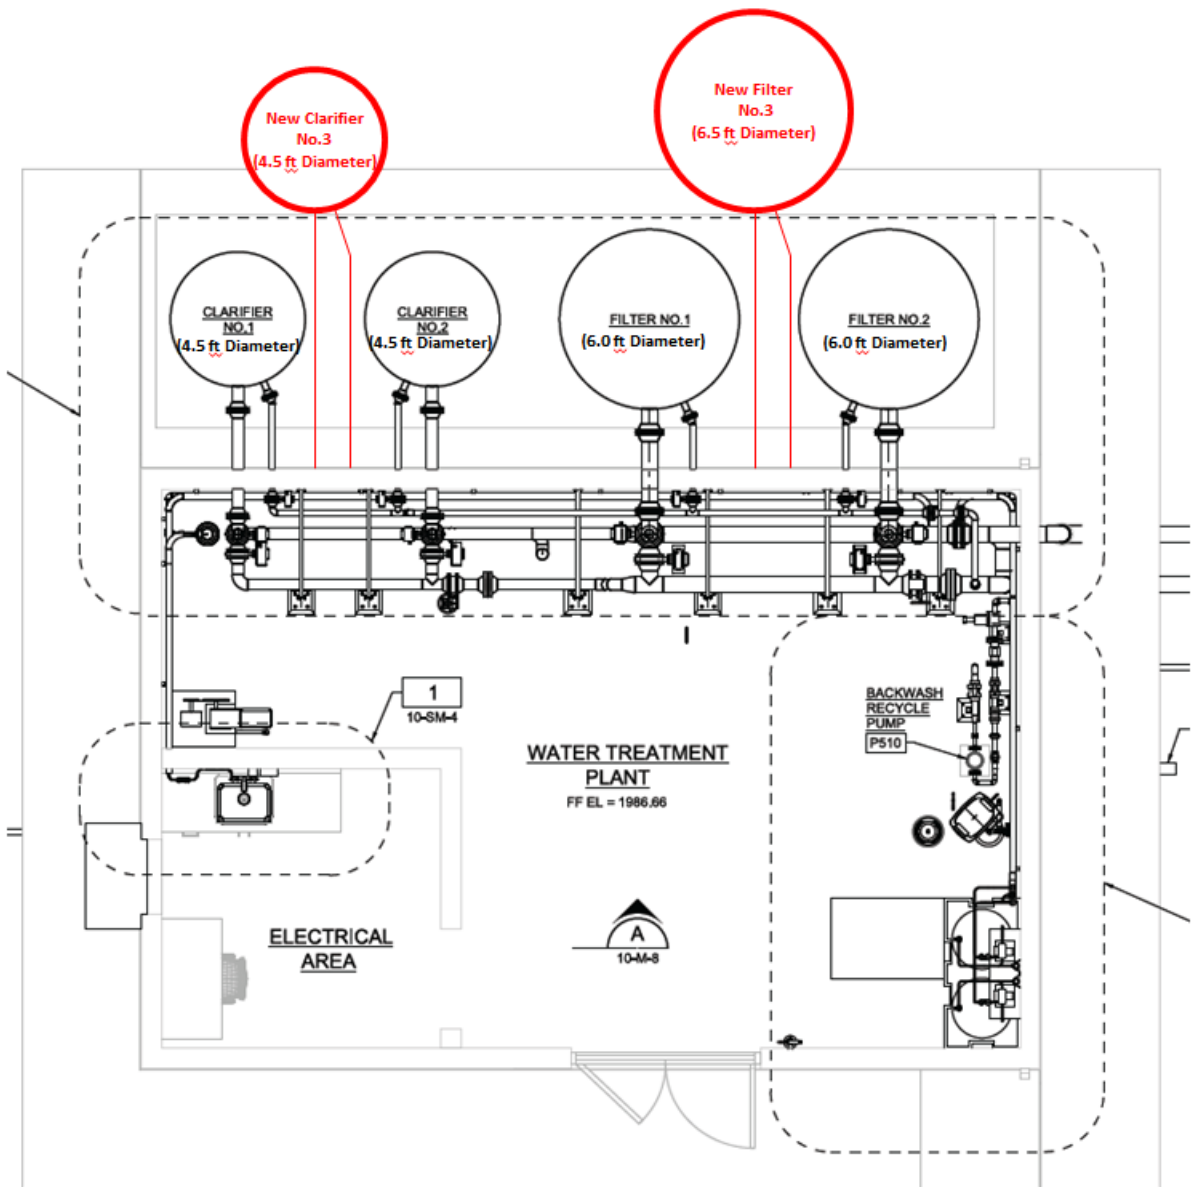 New Filter
No.3
(6.5 ft Diameter)
New Clarifier
No.3
(4.5 ft Diameter)
CLARIFIER
NO.1
(4.5 ft Diameter)
CLARIFIER
NO.2
(4.5 ft Diameter)
FILTER NO.1
(6.0 ft Diameter)
FILTER NO.2
(6.0 ft Diameter)
1
10-SM-4
BACKWASH
RECYCLE
PUMP
P510
WATER TREATMENT
PLANT
FF EL = 1986.66
ELECTRICAL
AREA
A
10-M-8